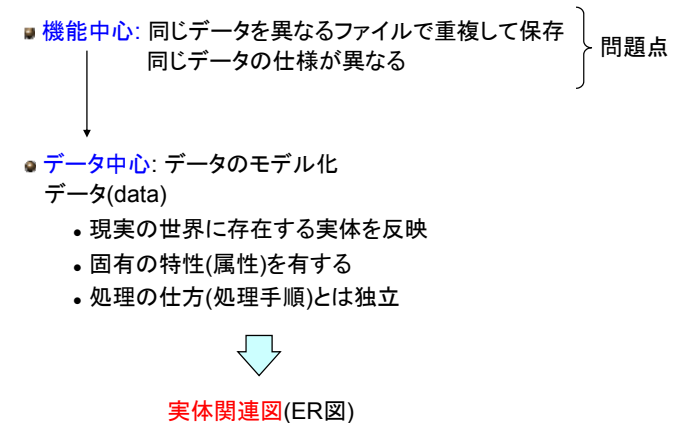 機能中心: 同じデータを異なるファイルで重複して保存
同じデータの仕様が異なる
問題点
データ中心: データのモデル化
データ(data)
• 現実の世界に存在する実体を反映
• 固有の特性(属性)を有する
• 処理の仕方(処理手順)とは独立
実体関連図(ER図)